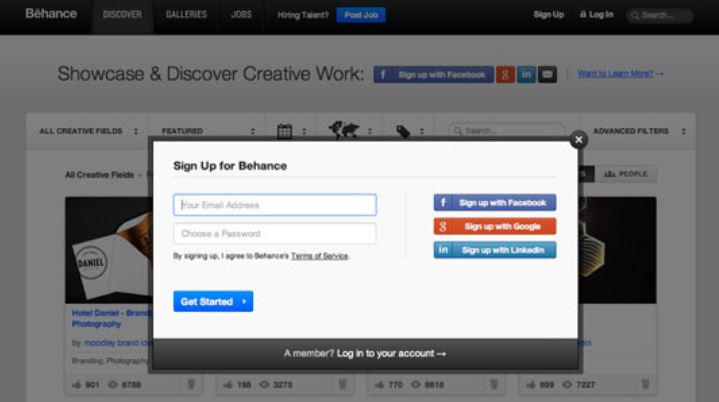 Bēhance DISCOVER GALLERIES JOBS Hiring Talent? Post Job Sign Up Log In Search...
Showcase & Discover Creative Work: f Sign up with Facebook 8 in Want to Learn More? →
ALL CREATIVE FIELDS FEATURED Search... ADVANCED FILTERS
All Creative Fields PEOPLE
Sign Up for Behance
Your Email Address
Choose a Password
By signing up, I agree to Behance's Terms of Service.
Get Started
f Sign up with Facebook
8 Sign up with Google
in Sign up with LinkedIn
A member? Log in to your account →
DANIEL
Hotel Daniel -
Photography
by moodley brand
Branding, Photography
901 6788 198 3275 770 8618 899 7227